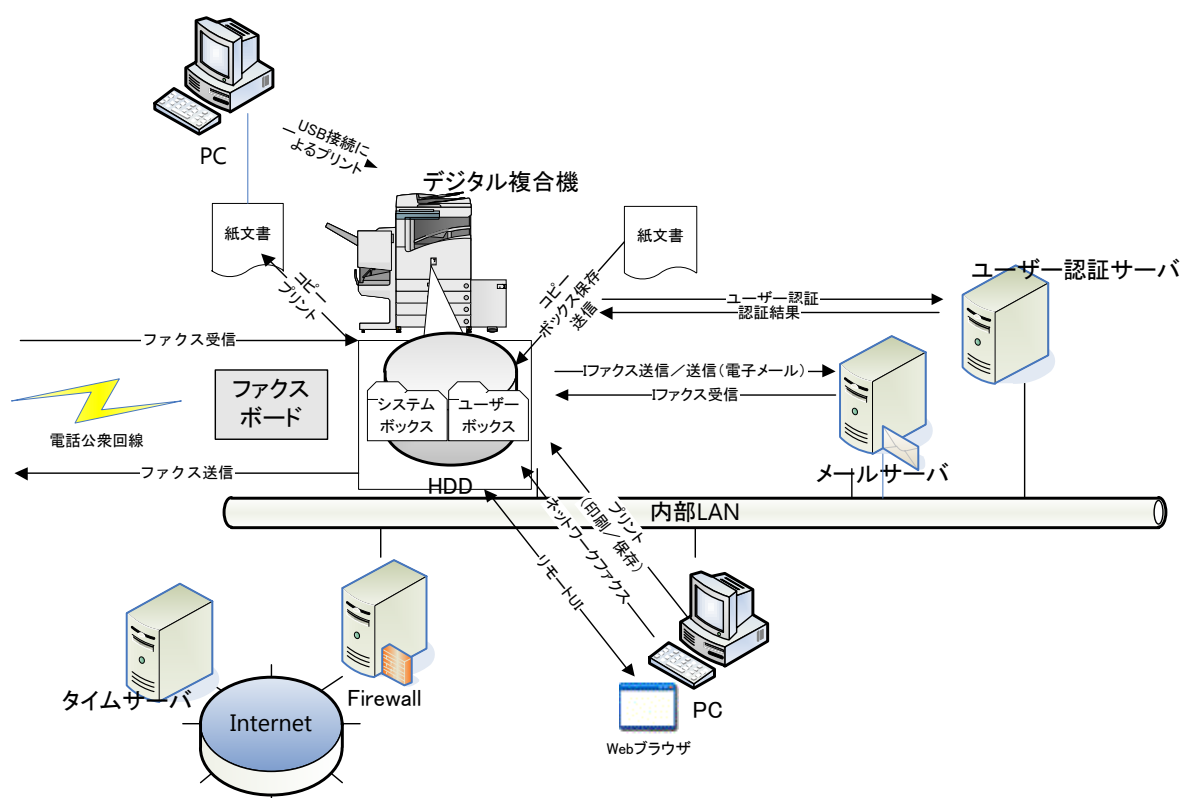 PC
USB接続に
よるプリント
デジタル複合機
紙文書
紙文書
コピー
プリント
コピー
ボックス保存
送信
ユーザー認証サーバ
ユーザー認証
認証結果
ファクス受信
Iファクス送信／送信（電子メール）
Iファクス受信
ファクス
ボード
システム
ボックス
ユーザー
ボックス
電話公衆回線
ファクス送信
HDD
メールサーバ
内部LAN
プリント
（印刷／保存）
ネットワークファクス
リモートUI
タイムサーバ
Firewall
Internet
PC
Webブラウザ